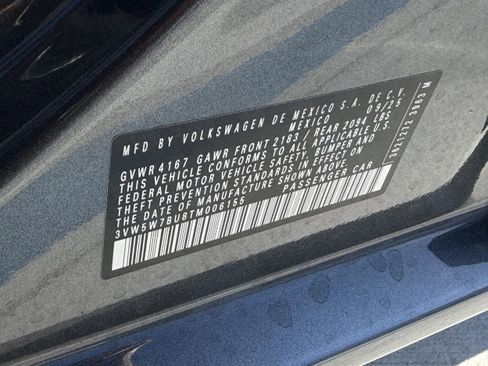 MFD BY VOLKSWAGEN DE MEXICO S.A. DE C.V.
MEXICO 09/25
GVWR 4167 GAWR FRONT 2183 / REAR 2094 LBS
THIS VEHICLE CONFORMS TO ALL APPLICABLE U.S.
FEDERAL MOTOR VEHICLE SAFETY, BUMPER AND
THEFT PREVENTION STANDARDS IN EFFECT ON
THE DATE OF MANUFACTURE SHOWN ABOVE.
3VW5W7BU8TM006155 PASSENGER CAR